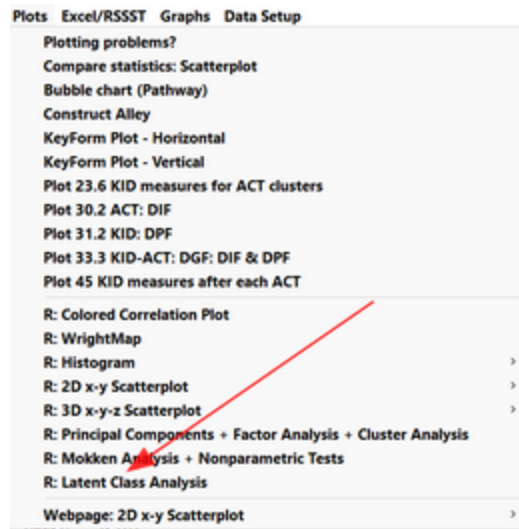 Plots Excel/RSSST Graphs Data Setup
Plotting problems?
Compare statistics: Scatterplot
Bubble chart (Pathway)
Construct Alley
KeyForm Plot - Horizontal
KeyForm Plot - Vertical
Plot 23.6 KID measures for ACT clusters
Plot 30.2 ACT: DIF
Plot 31.2 KID: DPF
Plot 33.3 KID-ACT: DGF: DIF & DPF
Plot 45 KID measures after each ACT
R: Colored Correlation Plot
R: WrightMap
R: Histogram
R: 2D x-y Scatterplot
R: 3D x-y-z Scatterplot
R: Principal Components + Factor Analysis + Cluster Analysis
R: Mokken Analysis + Nonparametric Tests
R: Latent Class Analysis
Webpage: 2D x-y Scatterplot